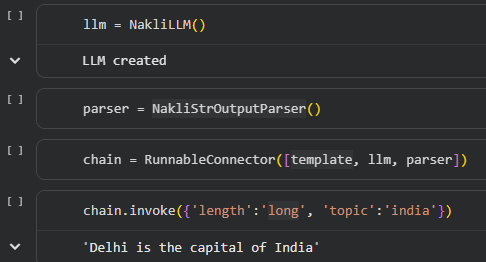 [ ]
llm = NakliLLM()
LLM created
[ ]
parser = NakliStrOutputParser()
[ ]
chain = RunnableConnector([template, llm, parser])
[ ]
chain.invoke({'length':'long', 'topic':'india'})
'Delhi is the capital of India'